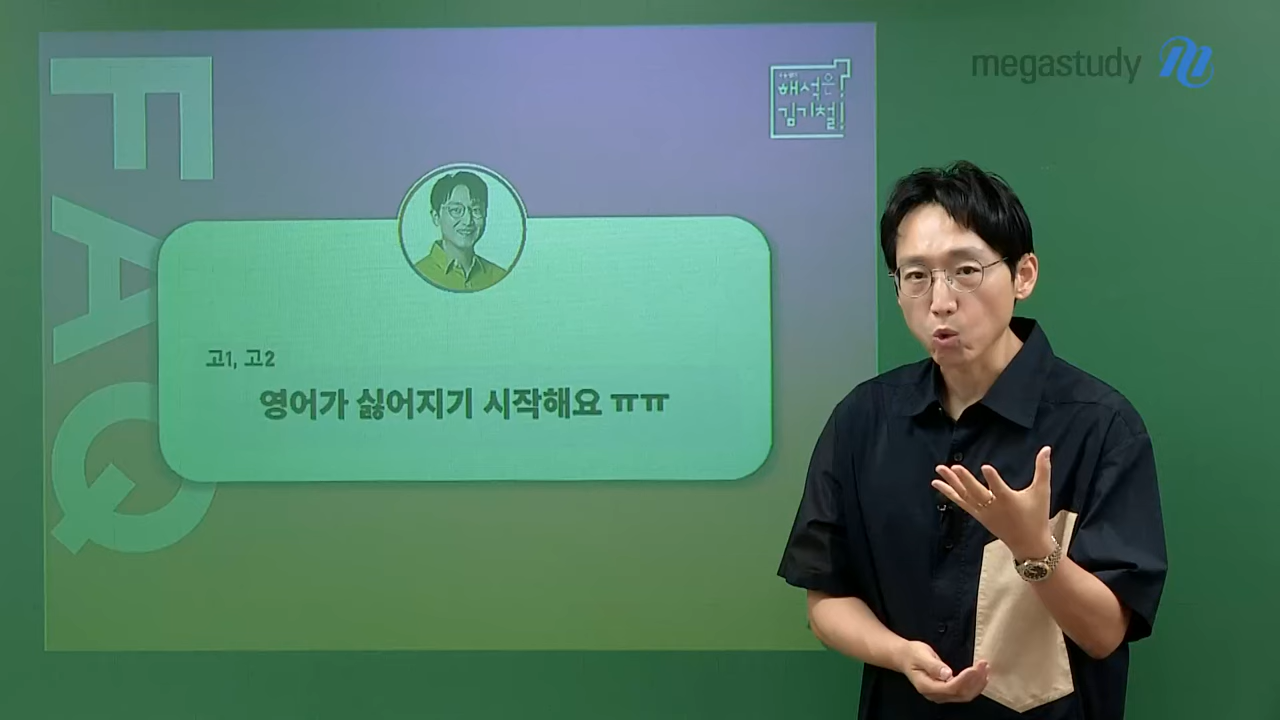 FAQ
해석은!
김기철!
megastudy
고1, 고2
영어가 싫어지기 시작해요 ㅠㅠ